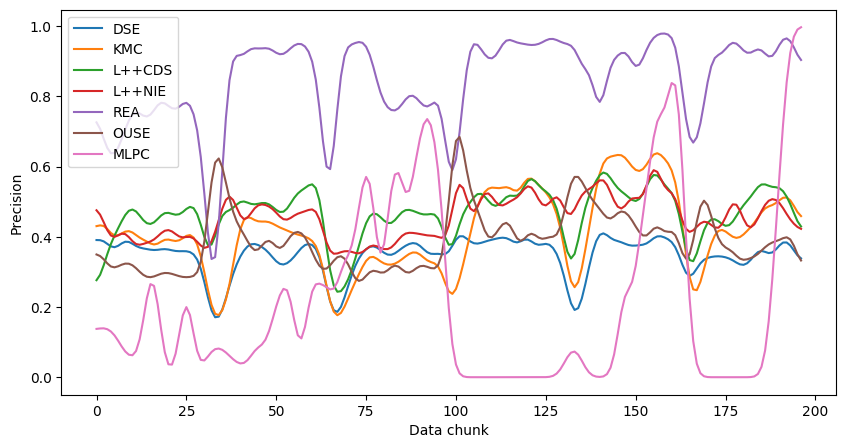 DSE
KMC
L++CDS
L++NIE
REA
OUSE
MLPC
1.0
0.8
0.6
0.4
0.2
0.0
Precision
0 25 50 75 100 125 150 175 200
Data chunk